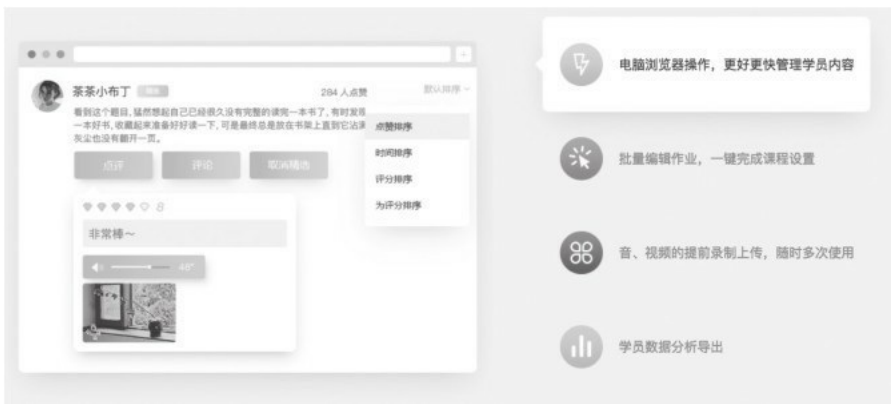 茶茶小布丁
284 人点赞
默认排序
看到这个题目,猛然想起自己已经很久没有完整的读完一本书了,有时发现
一本好书,收藏起来准备好好读一下,可是最终总是放在书架上直到它沾满
灰尘也没有翻开一页。
点评
评论
取消精选
点赞排序
时间排序
评分排序
为评分排序
8
非常棒～
48"
电脑浏览器操作，更好更快管理学员内容
批量编辑作业，一键完成课程设置
音、视频的提前录制上传，随时多次使用
学员数据分析导出